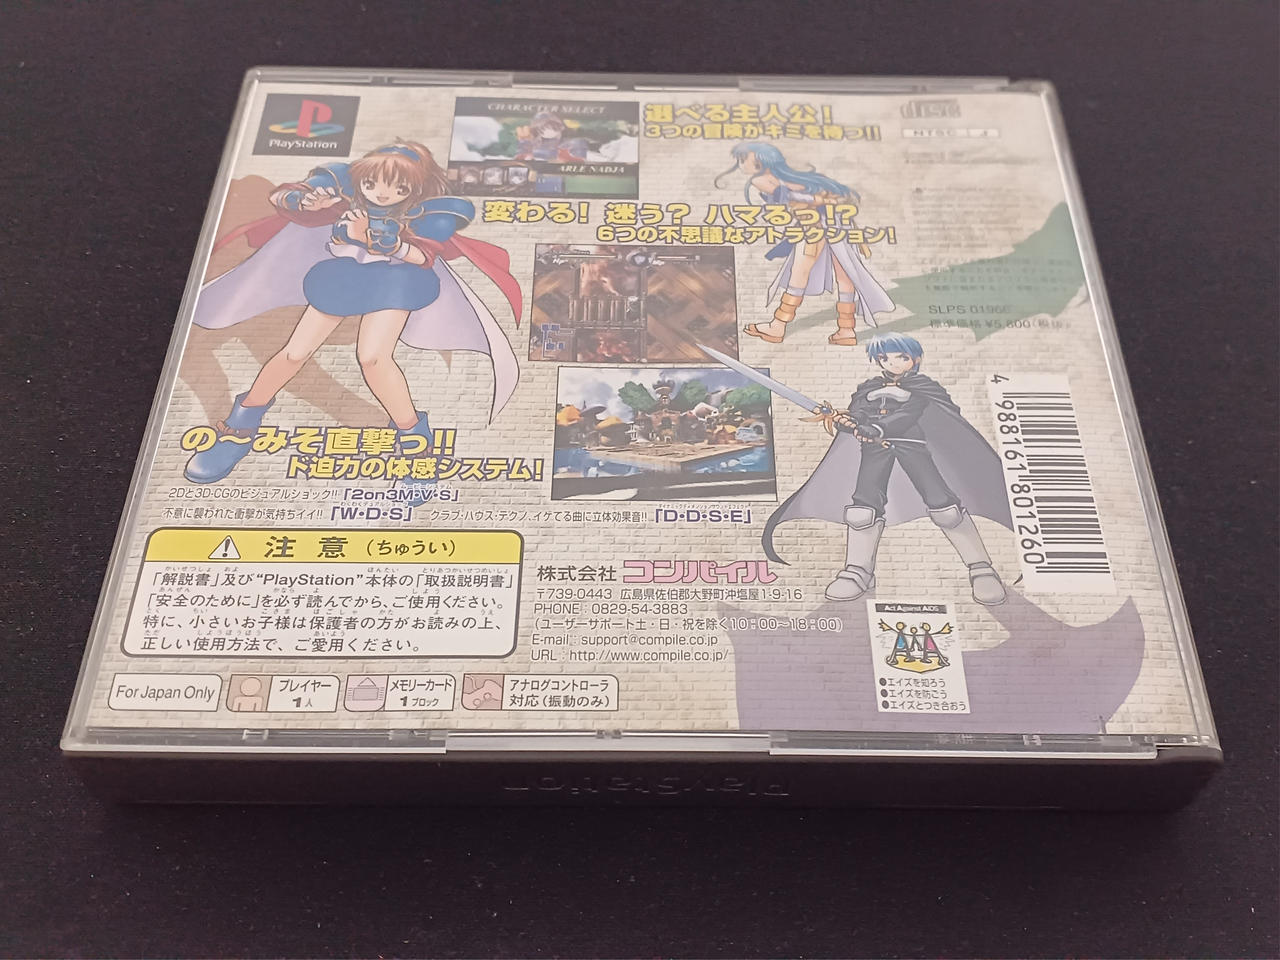 PlayStation
CHARACTER SELECT
ARLE NADJA
選べる主人公!
3つの冒険がキミを待つ!!
disc
NTSC J
変わる! 迷う? ハマるっ!?
6つの不思議なアトラクション!
SLPS 01966
標準価格 ¥5,800(税抜)
4 988161 801260
の〜みそ直撃っ!!
ド迫力の体感システム!
2Dと3D-CGのビジュアルショック!!「2on3M・V・S」
不意に襲われた衝撃が気持ちイイ!!「W・D・S」
クラブ・ハウス・テクノ、イケてる曲に立体効果音!!「D・D・S・E」
注意(ちゅうい)
「解説書」及び“PlayStation”本体の「取扱説明書」
「安全のために」を必ず読んでから、ご使用ください。
特に、小さいお子様は保護者の方がお読みの上、
正しい使用方法で、ご愛用ください。
株式会社 コンパイル
〒739-0443 広島県佐伯郡大野町沖塩屋1-9-16
PHONE:0829-54-3883
(ユーザーサポート土・日・祝を除く10:00〜18:00)
E-mail:support@compile.co.jp
URL:http://www.compile.co.jp/
Act Against AIDS
AAA
●エイズを知ろう
●エイズを防ごう
●エイズとつき合おう
For Japan Only
プレイヤー
1人
メモリーカード
1ブロック
アナログコントローラ
対応(振動のみ)
PlayStation